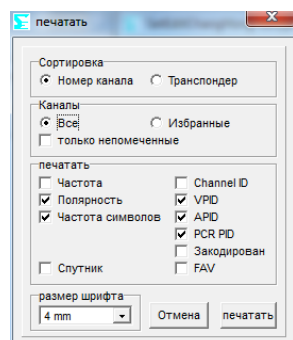 печатать
Сортировка
Номер канала Транспондер
Каналы
Все Избранные
только непомеченные
печатать
Частота Channel ID
Полярность VPID
Частота символов APID
PCR PID
Закодирован
Спутник FAV
размер шрифта
4 mm Отмена печатать